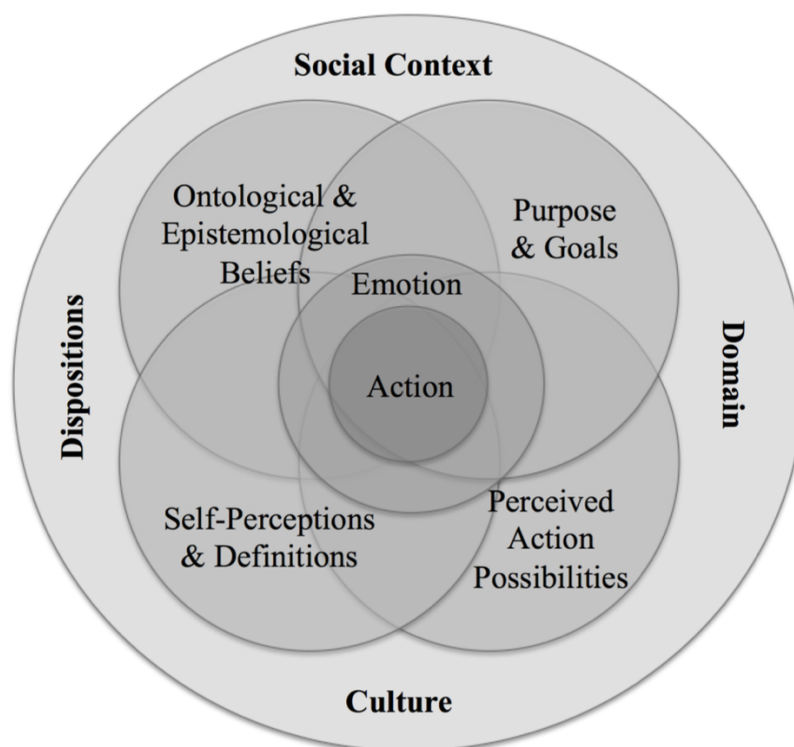 Social Context
Ontological &
Epistemological
Beliefs
Purpose
& Goals
Emotion
Dispositions
Action
Domain
Self-Perceptions
& Definitions
Perceived
Action
Possibilities
Culture